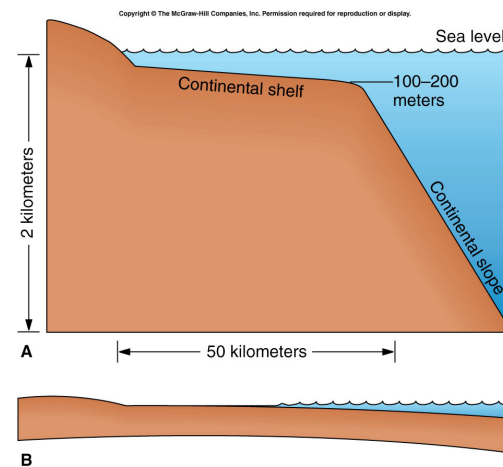 Copyright © The McGraw-Hill Companies, Inc. Permission required for reproduction or display.
Sea level
Continental shelf
100–200
meters
2 kilometers
Continental slope
A
50 kilometers
B